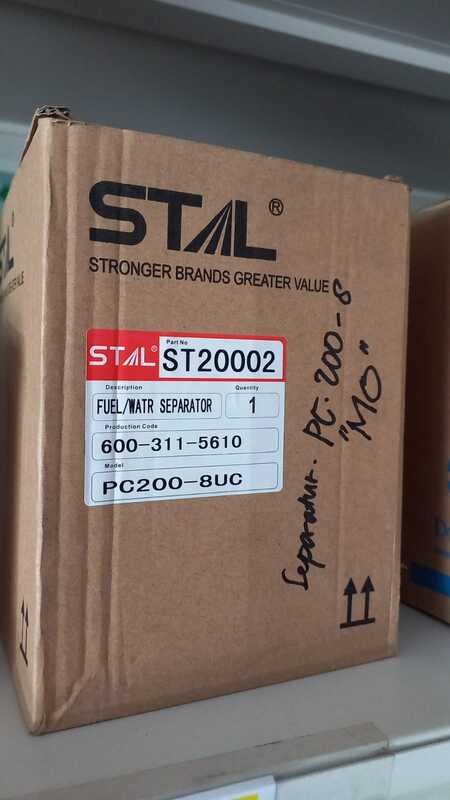 STAL®
STRONGER BRANDS GREATER VALUE
STAL® Part No ST20002
Description Quantity
FUEL/WATR SEPARATOR 1
Production Code
600-311-5610
Model
PC200-8UC
Separatur. PC.200-8
"MO"